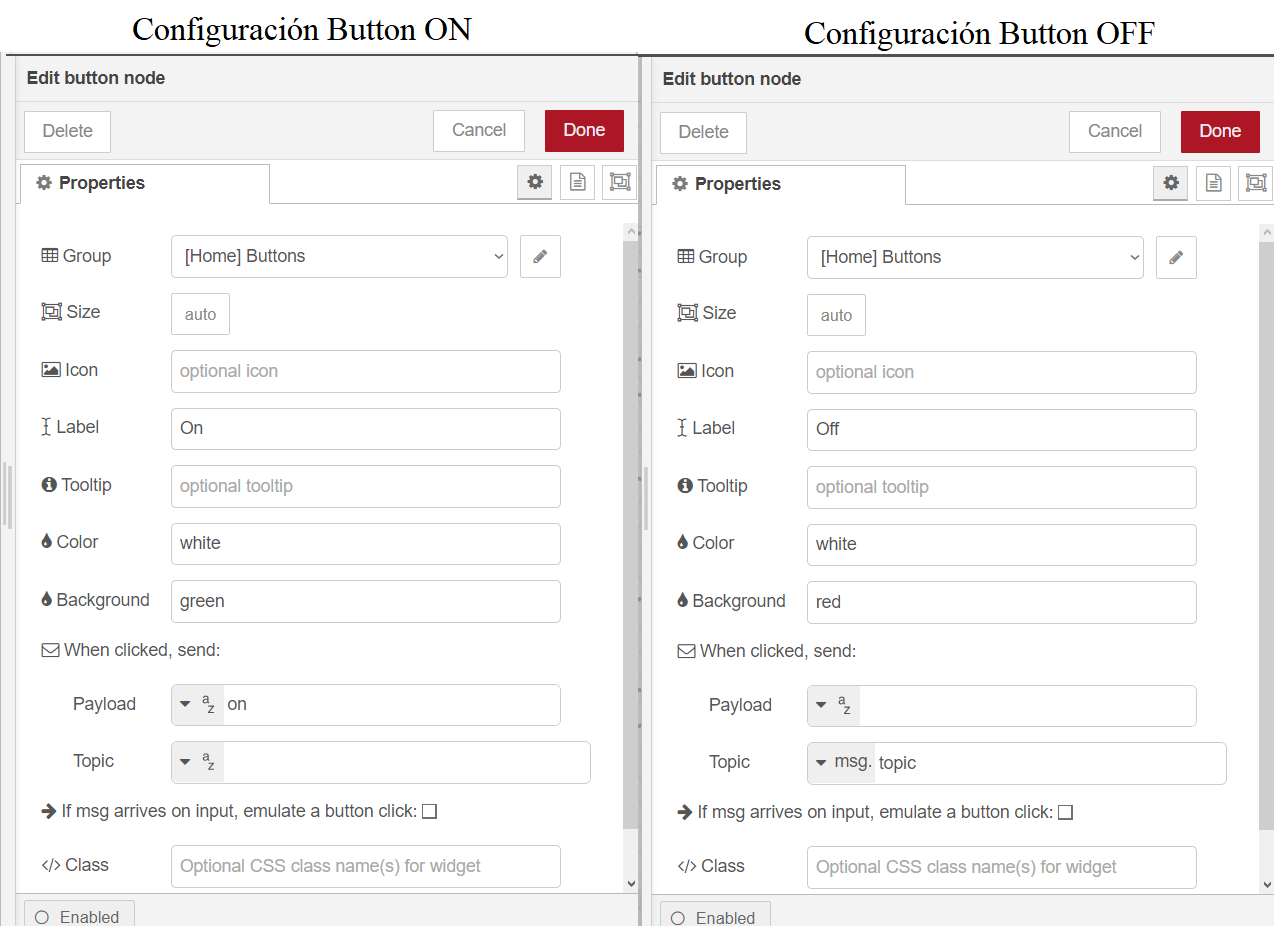 Configuración Button ON
Edit button node
Delete
Cancel
Done
Properties
Group
[Home] Buttons
Size
auto
Icon
optional icon
Label
On
Tooltip
optional tooltip
Color
white
Background
green
When clicked, send:
Payload
a
z
on
Topic
a
z
If msg arrives on input, emulate a button click:
</> Class
Optional CSS class name(s) for widget
Enabled
Configuración Button OFF
Edit button node
Delete
Cancel
Done
Properties
Group
[Home] Buttons
Size
auto
Icon
optional icon
Label
Off
Tooltip
optional tooltip
Color
white
Background
red
When clicked, send:
Payload
a
z
Topic
msg. topic
If msg arrives on input, emulate a button click:
</> Class
Optional CSS class name(s) for widget
Enabled